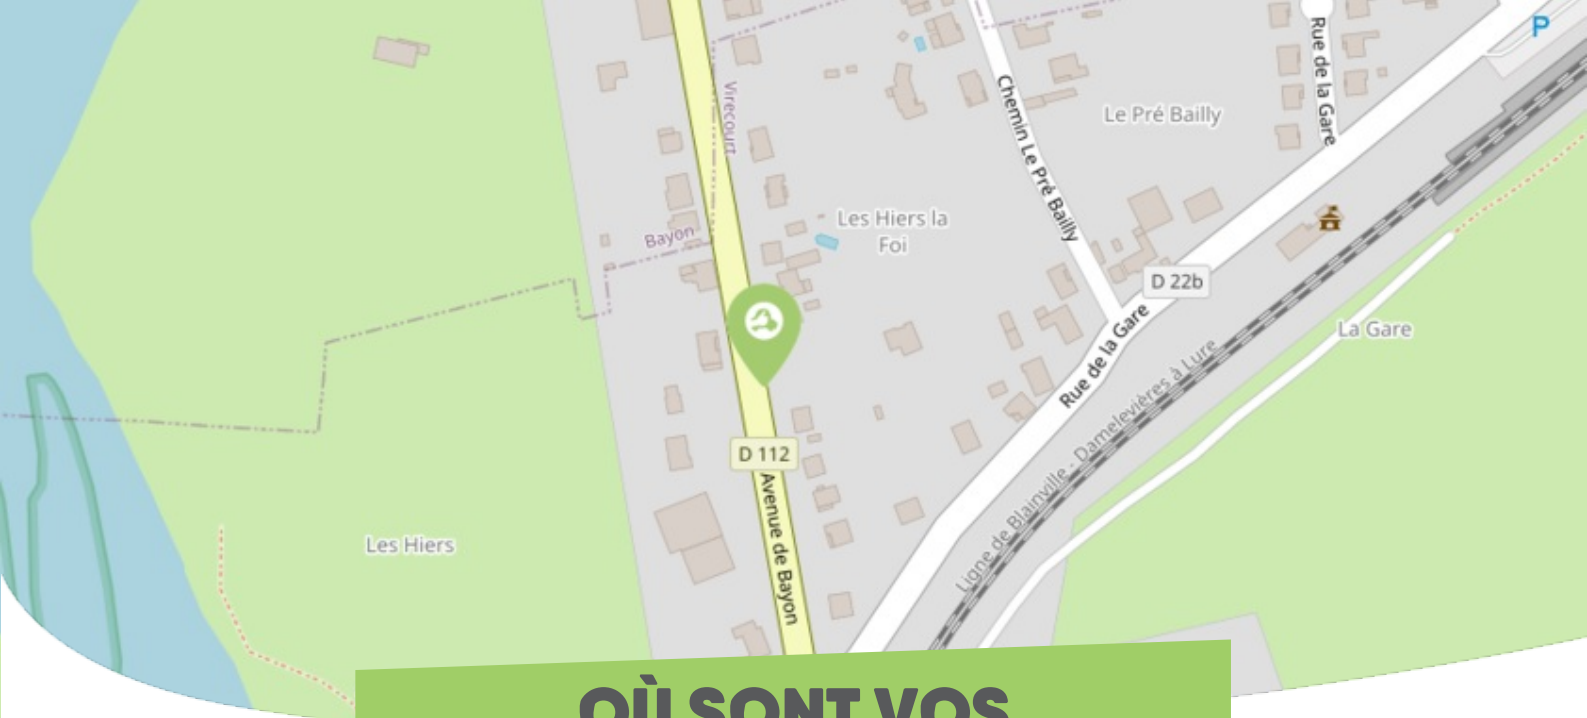 P
Rue de la Gare
Virecourt
Chemin Le Pré Bailly
Le Pré Bailly
Les Hiers la
Foi
Bayon
D 22b
La Gare
Rue de la Gare
Ligne de Blainville - Damelevières à Lure
D 112
Avenue de Bayon
Les Hiers
OÙ SONT VOS